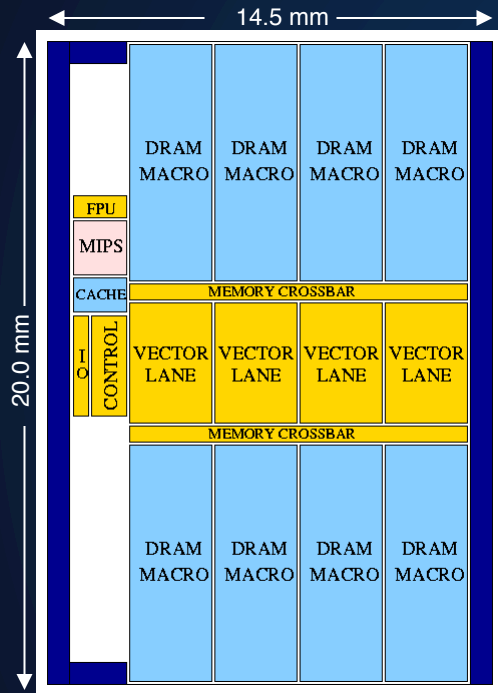 14.5 mm
20.0 mm
DRAM
MACRO
DRAM
MACRO
DRAM
MACRO
DRAM
MACRO
FPU
MIPS
CACHE
MEMORY CROSSBAR
IO
CONTROL
VECTOR
LANE
VECTOR
LANE
VECTOR
LANE
VECTOR
LANE
MEMORY CROSSBAR
DRAM
MACRO
DRAM
MACRO
DRAM
MACRO
DRAM
MACRO